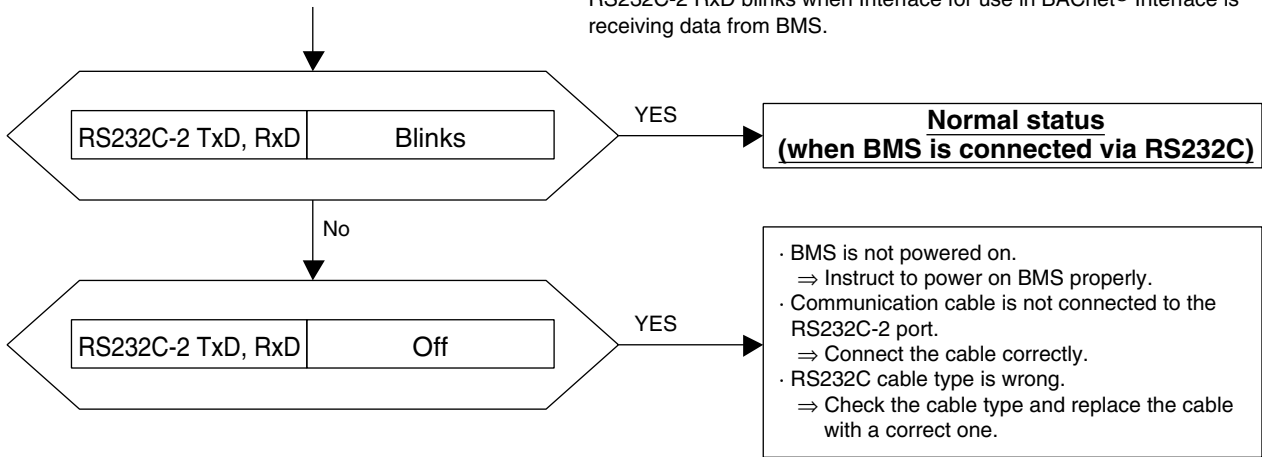 RS232C-2 RxD blinks when Interface for use in BACnet® Interface is
receiving data from BMS.
RS232C-2 TxD, RxD Blinks
YES
Normal status
(when BMS is connected via RS232C)
No
RS232C-2 TxD, RxD Off
YES
· BMS is not powered on.
⇒ Instruct to power on BMS properly.
· Communication cable is not connected to the
RS232C-2 port.
⇒ Connect the cable correctly.
· RS232C cable type is wrong.
⇒ Check the cable type and replace the cable
with a correct one.